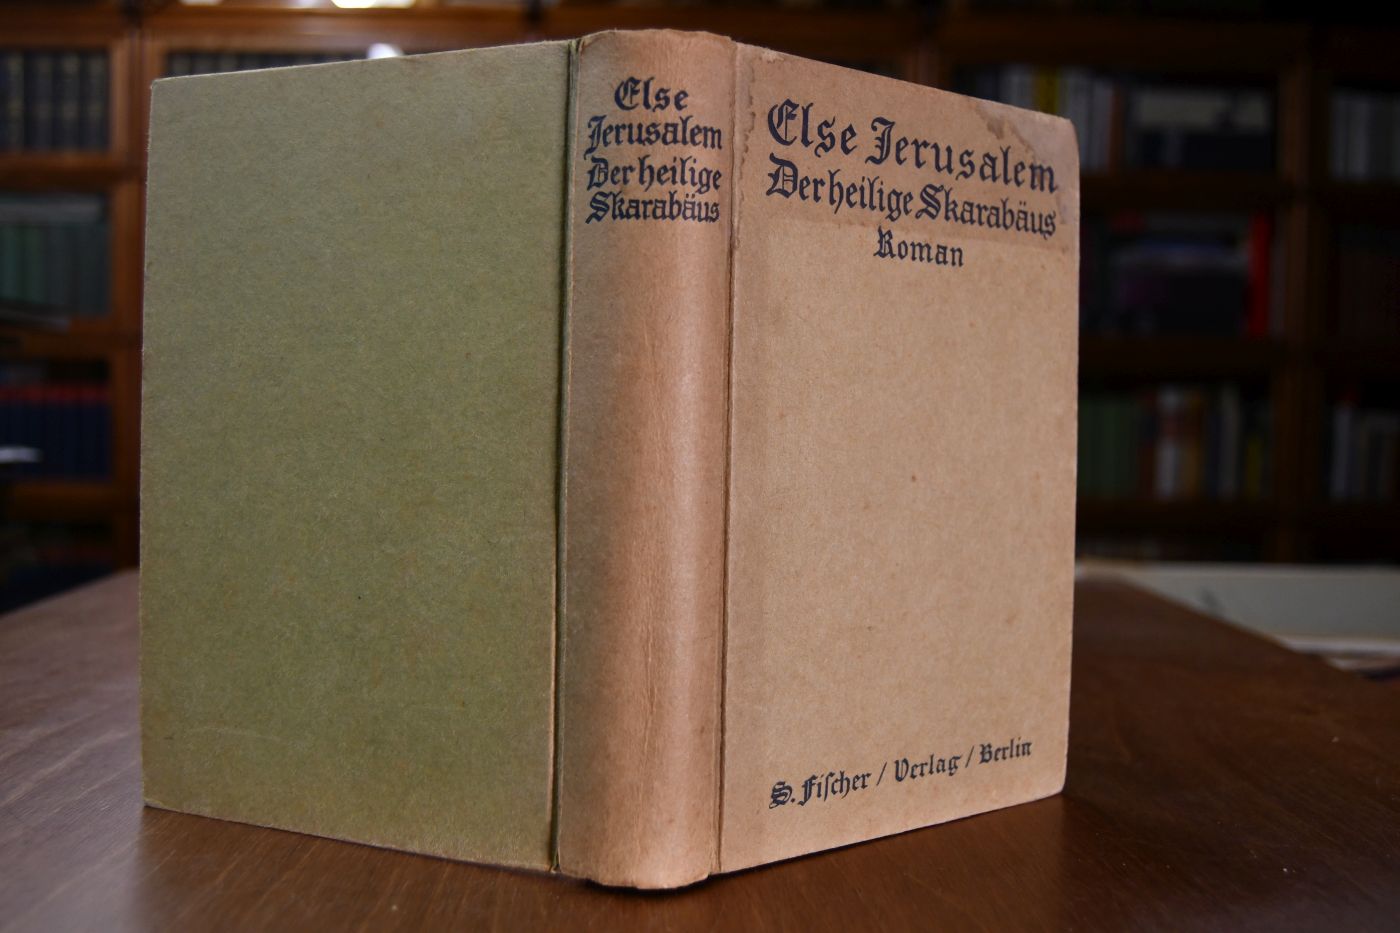 Else
Jerusalem
Der heilige
Skarabäus
Else Jerusalem
Der heilige Skarabäus
Roman
S. Fiſcher / Verlag / Berlin